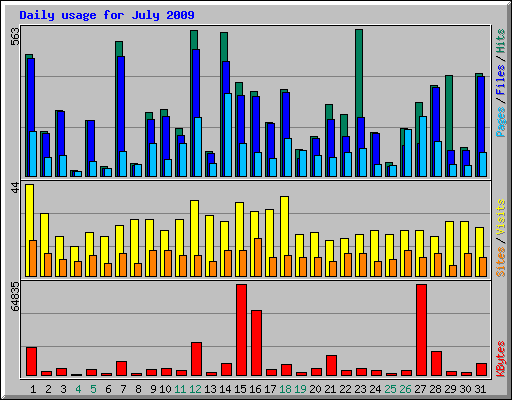 Daily usage for July 2009
563
Pages / Files / Hits
44
Sites / Visits
64835
KBytes
1 2 3 4 5 6 7 8 9 10 11 12 13 14 15 16 17 18 19 20 21 22 23 24 25 26 27 28 29 30 31